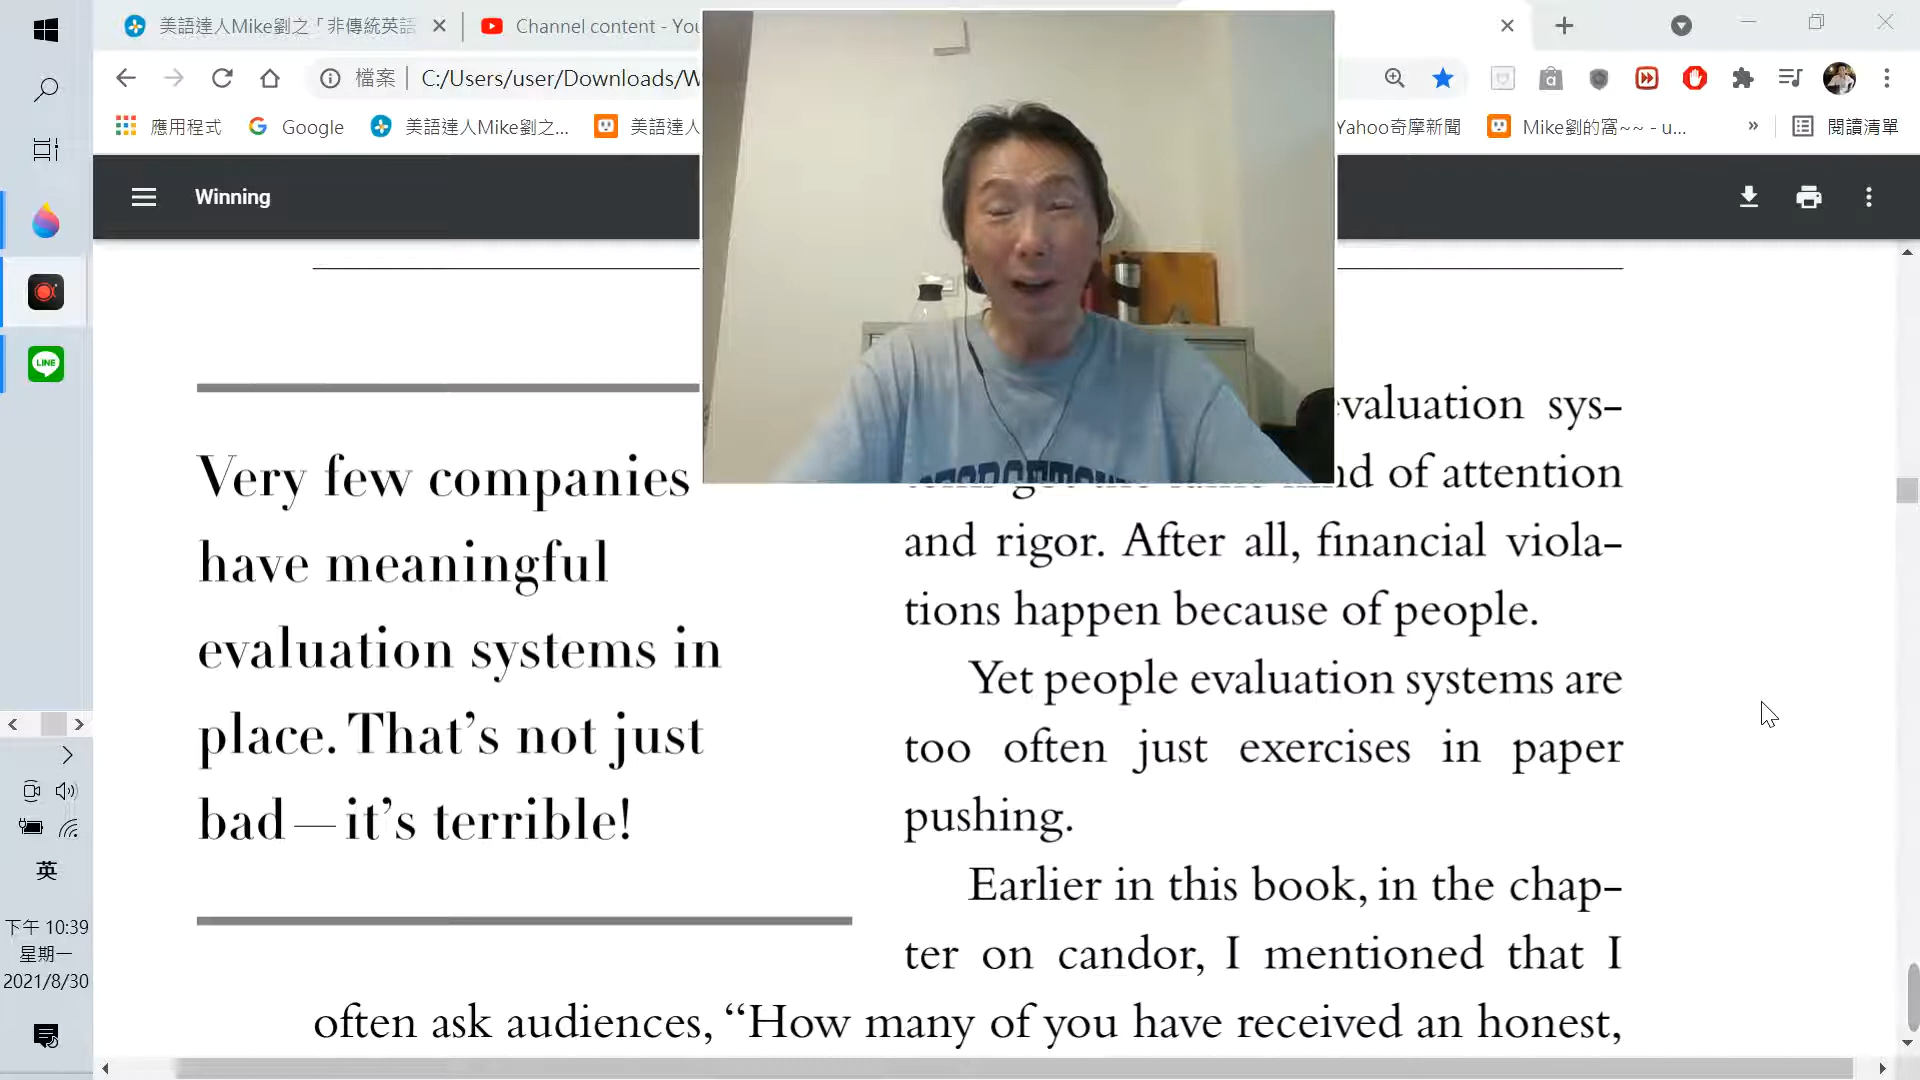 美語達人Mike劉之「非傳統英語
Channel content - You
檔案
C:/Users/user/Downloads/W
應用程式
Google
美語達人Mike劉之...
美語達人
Yahoo奇摩新聞
Mike劉的窩~~ - u...
»
閱讀清單
Winning
Very few companies
have meaningful
evaluation systems in
place. That's not just
bad—it's terrible!
evaluation sys-
kind of attention
and rigor. After all, financial viola-
tions happen because of people.
Yet people evaluation systems are
too often just exercises in paper
pushing.
Earlier in this book, in the chap-
ter on candor, I mentioned that I
often ask audiences, “How many of you have received an honest,
LINE
英
下午 10:39
星期一
2021/8/30